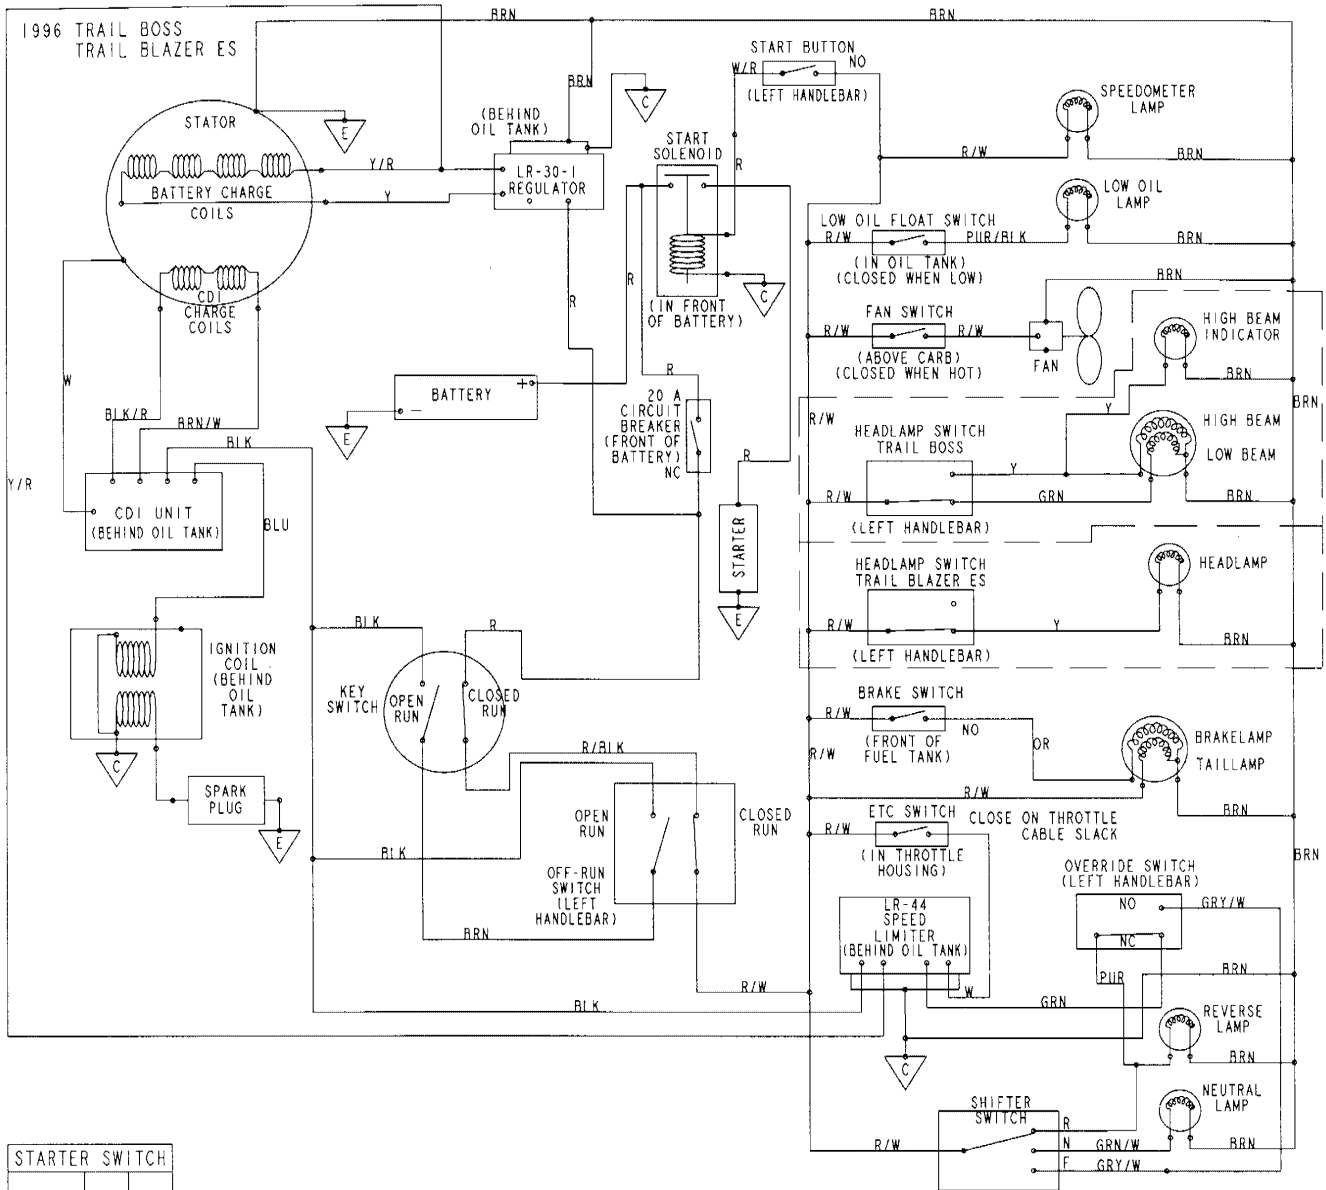 1996 TRAIL BOSS
TRAIL BLAZER ES
BRN
BRN
START BUTTON
W/R
NO
(LEFT HANDLEBAR)
BRN
C
SPEEDOMETER
LAMP
STATOR
E
(BEHIND
OIL TANK)
START
SOLENOID
R/W
BRN
Y/R
R
LR-30-1
REGULATOR
BATTERY CHARGE
COILS
Y
LOW OIL
LAMP
LOW OIL FLOAT SWITCH
R/W
PUR/BLK
BRN
(IN OIL TANK)
(CLOSED WHEN LOW)
BRN
R
R
C
CDI
CHARGE
COILS
(IN FRONT
OF BATTERY)
FAN SWITCH
R/W
R/W
(ABOVE CARB)
(CLOSED WHEN HOT)
FAN
HIGH BEAM
INDICATOR
BRN
W
R
BATTERY
+
-
E
20 A
CIRCUIT
BREAKER
(FRONT OF
BATTERY)
NC
BRN
Y
R/W
BLK/R
BRN/W
BLK
HEADLAMP SWITCH
TRAIL BOSS
HIGH BEAM
LOW BEAM
R
Y
Y/R
R/W
GRN
BRN
(LEFT HANDLEBAR)
CDI UNIT
(BEHIND OIL TANK)
BLU
STARTER
E
HEADLAMP SWITCH
TRAIL BLAZER ES
HEADLAMP
R/W
Y
BRN
(LEFT HANDLEBAR)
BLK
R
IGNITION
COIL
(BEHIND
OIL
TANK)
KEY
SWITCH
OPEN
RUN
CLOSED
RUN
BRAKE SWITCH
R/W
NO
(FRONT OF
FUEL TANK)
OR
BRAKELAMP
TAILLAMP
R/W
R/W
BRN
C
R/BLK
SPARK
PLUG
E
OPEN
RUN
CLOSED
RUN
ETC SWITCH
R/W
(IN THROTTLE
HOUSING)
CLOSE ON THROTTLE
CABLE SLACK
BLK
OFF-RUN
SWITCH
(LEFT
HANDLEBAR)
BRN
BRN
OVERRIDE SWITCH
(LEFT HANDLEBAR)
NO
GRY/W
NC
LR-44
SPEED
LIMITER
(BEHIND OIL TANK)
PUR
BRN
R/W
W
GRN
BLK
C
REVERSE
LAMP
BRN
NEUTRAL
LAMP
SHIFTER
SWITCH
R/W
R
N
GRN/W
BRN
F
GRY/W
STARTER SWITCH